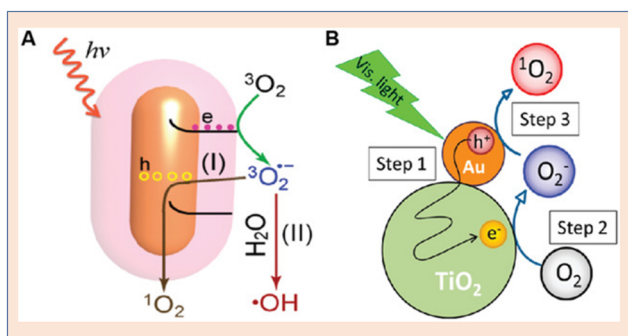 A
hν
³O₂
e
h
(I)
³O₂•−
H₂O
(II)
¹O₂
•OH
B
Vis. light
¹O₂
h⁺
Step 3
Step 1
Au
O₂⁻
e⁻
Step 2
TiO₂
O₂